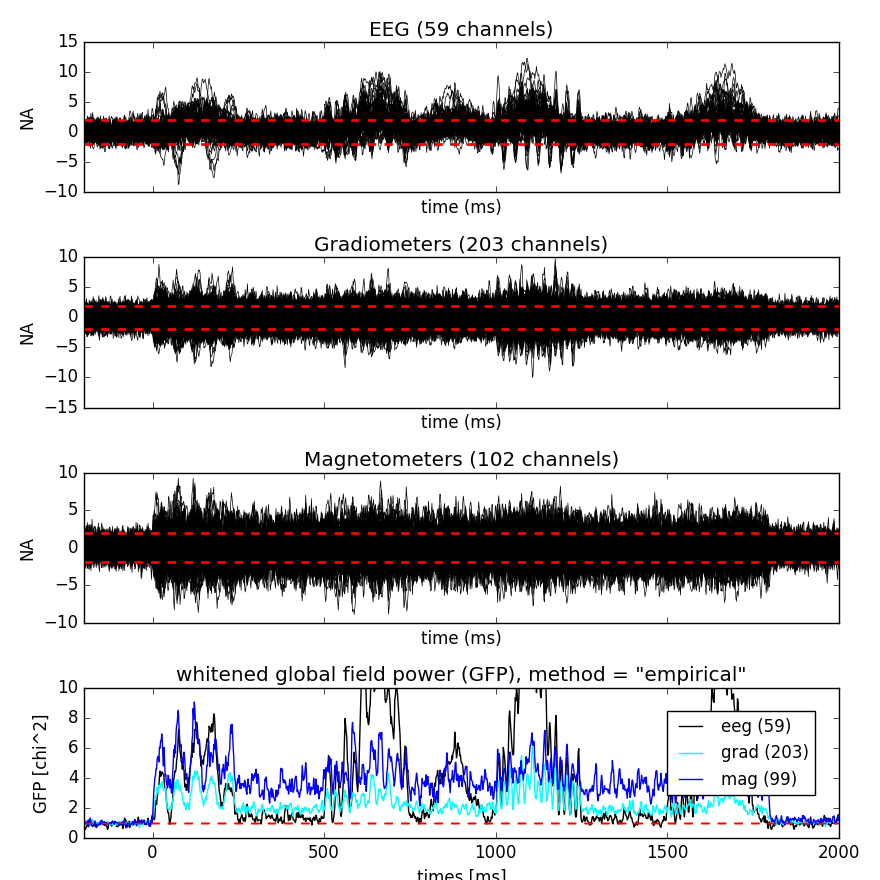 EEG (59 channels)
15
10
5
0
−5
−10
NA
time (ms)
Gradiometers (203 channels)
10
5
0
−5
−10
−15
NA
time (ms)
Magnetometers (102 channels)
10
5
0
−5
−10
NA
time (ms)
whitened global field power (GFP), method = "empirical"
10
8
6
4
2
0
GFP [chi^2]
eeg (59)
grad (203)
mag (99)
0 500 1000 1500 2000
times [ms]